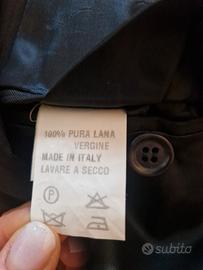 100% PURA LANA
VERGINE
MADE IN ITALY
LAVARE A SECCO
P
subito